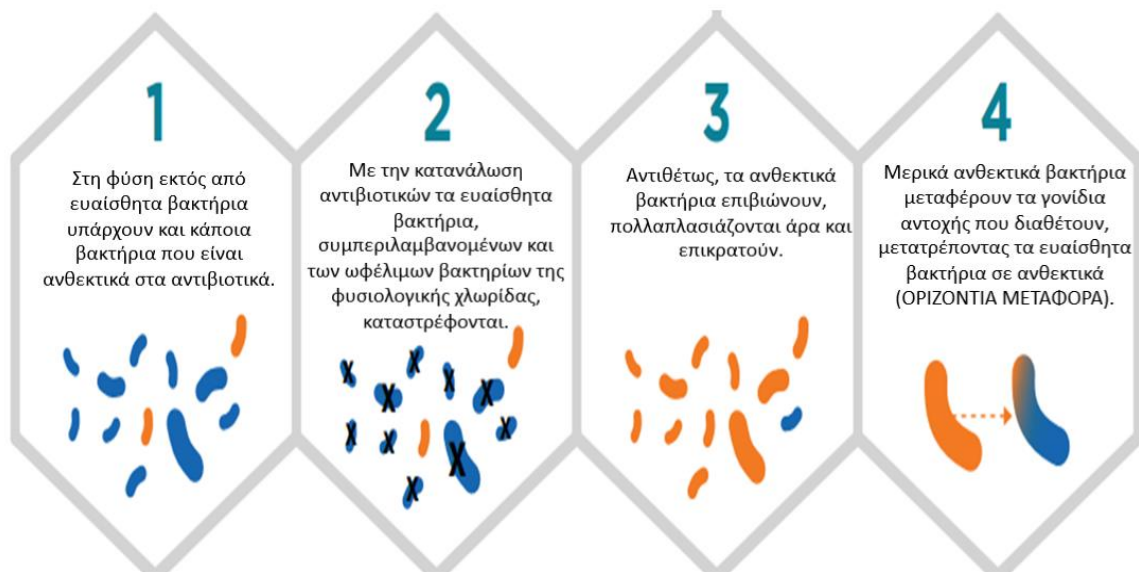 1
Στη φύση εκτός από
ευαίσθητα βακτήρια
υπάρχουν και κάποια
βακτήρια που είναι
ανθεκτικά στα αντιβιοτικά.
2
Με την κατανάλωση
αντιβιοτικών τα ευαίσθητα
βακτήρια,
συμπεριλαμβανομένων και
των ωφέλιμων βακτηρίων της
φυσιολογικής χλωρίδας,
καταστρέφονται.
X
X
X
X
X
X
X
X
X
X
3
Αντιθέτως, τα ανθεκτικά
βακτήρια επιβιώνουν,
πολλαπλασιάζονται άρα και
επικρατούν.
4
Μερικά ανθεκτικά βακτήρια
μεταφέρουν τα γονίδια
αντοχής που διαθέτουν,
μετατρέποντας τα ευαίσθητα
βακτήρια σε ανθεκτικά
(ΟΡΙΖΟΝΤΙΑ ΜΕΤΑΦΟΡΑ).